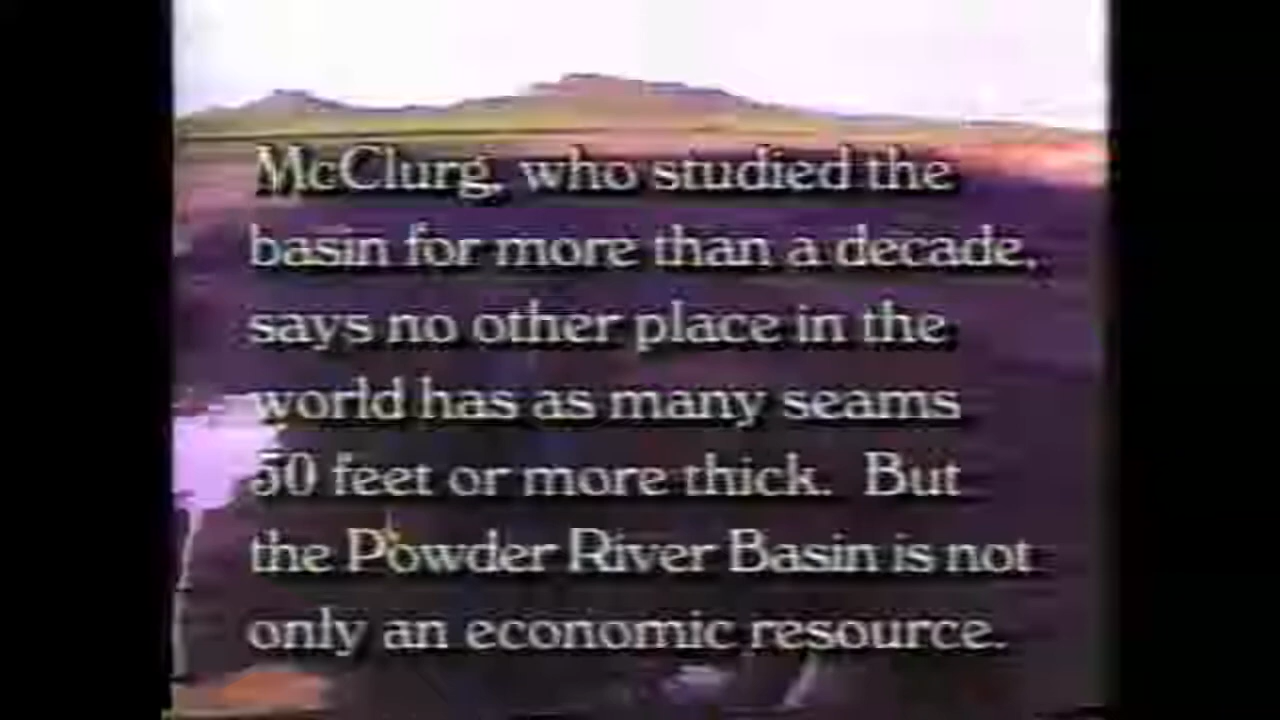 McClurg, who studied the
basin for more than a decade,
says no other place in the
world has as many seams
50 feet or more thick.  But
the Powder River Basin is not
only an economic resource.